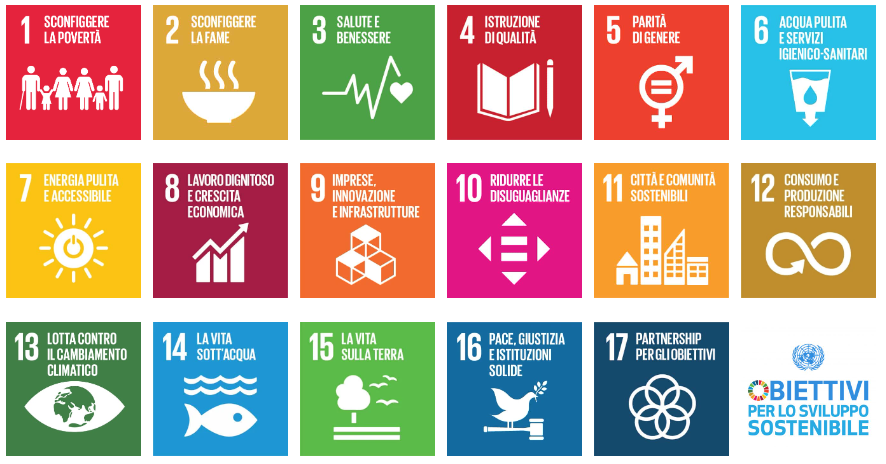 1 SCONFIGGERE
LA POVERTÀ
2 SCONFIGGERE
LA FAME
3 SALUTE E
BENESSERE
4 ISTRUZIONE
DI QUALITÀ
5 PARITÀ
DI GENERE
6 ACQUA PULITA
E SERVIZI
IGIENICO-SANITARI
7 ENERGIA PULITA
E ACCESSIBILE
8 LAVORO DIGNITOSO
E CRESCITA
ECONOMICA
9 IMPRESE,
INNOVAZIONE
E INFRASTRUTTURE
10 RIDURRE LE
DISUGUAGLIANZE
11 CITTÀ E COMUNITÀ
SOSTENIBILI
12 CONSUMO E
PRODUZIONE
RESPONSABILI
13 LOTTA CONTRO
IL CAMBIAMENTO
CLIMATICO
14 LA VITA
SOTT'ACQUA
15 LA VITA
SULLA TERRA
16 PACE, GIUSTIZIA
E ISTITUZIONI
SOLIDE
17 PARTNERSHIP
PER GLI OBIETTIVI
OBIETTIVI
PER LO SVILUPPO
SOSTENIBILE